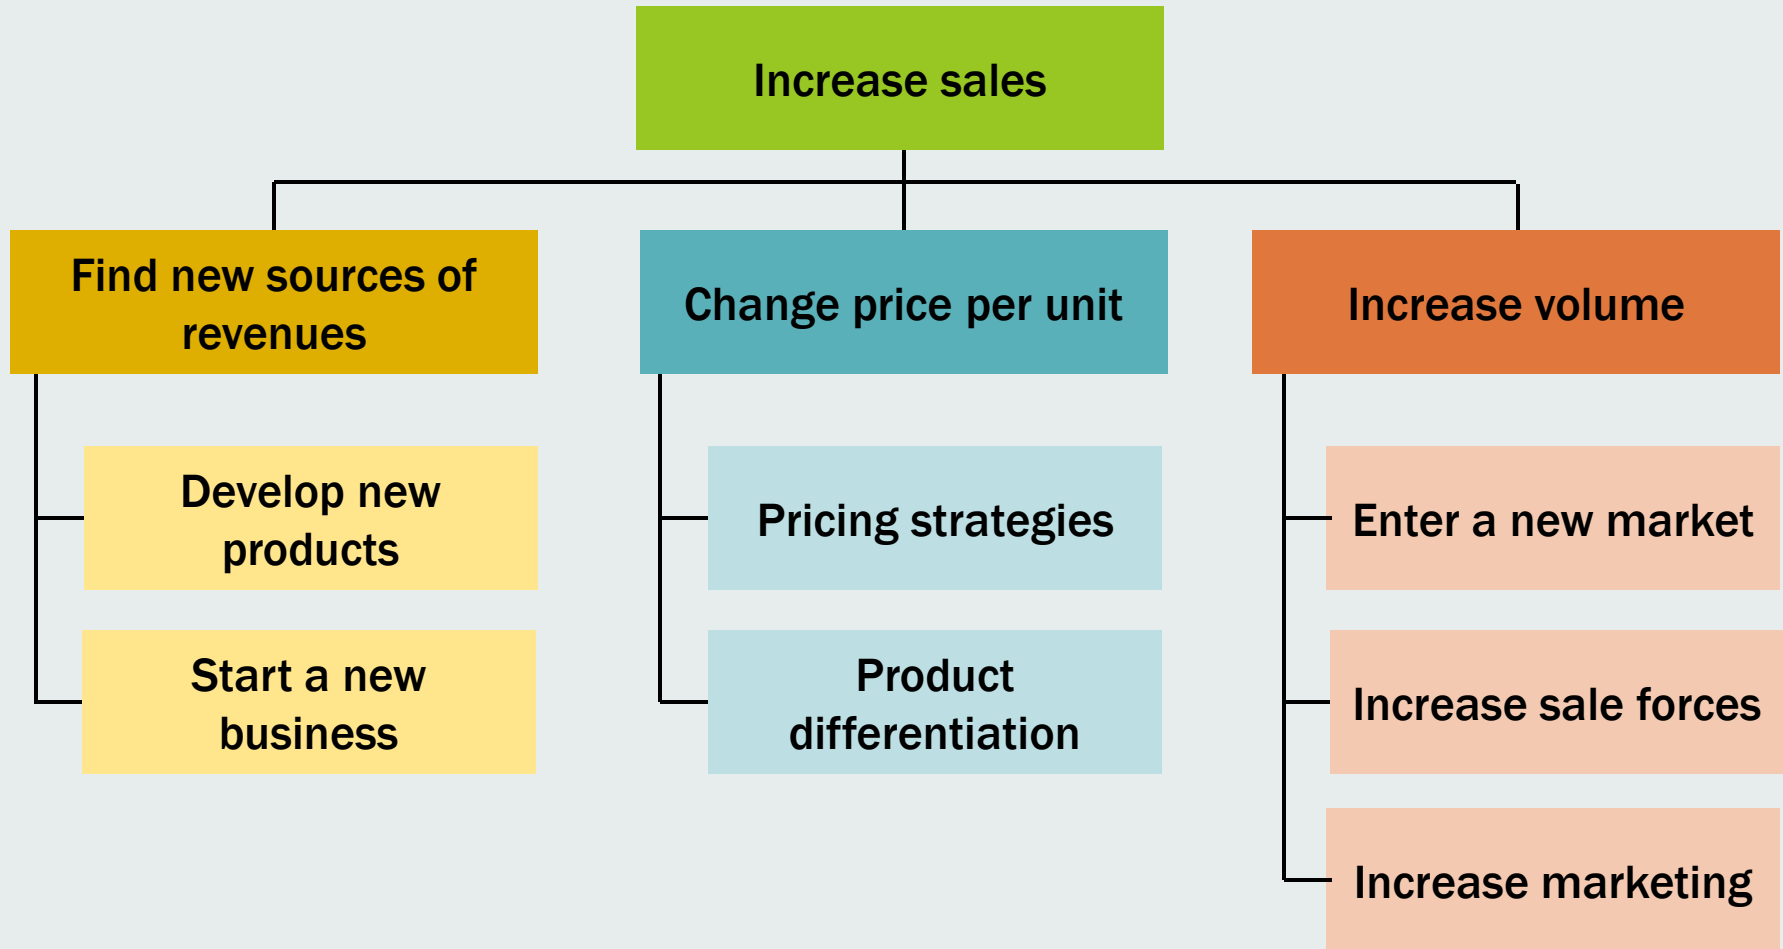 Increase sales
Find new sources of
revenues
Change price per unit
Increase volume
Develop new
products
Pricing strategies
Enter a new market
Start a new
business
Product
differentiation
Increase sale forces
Increase marketing